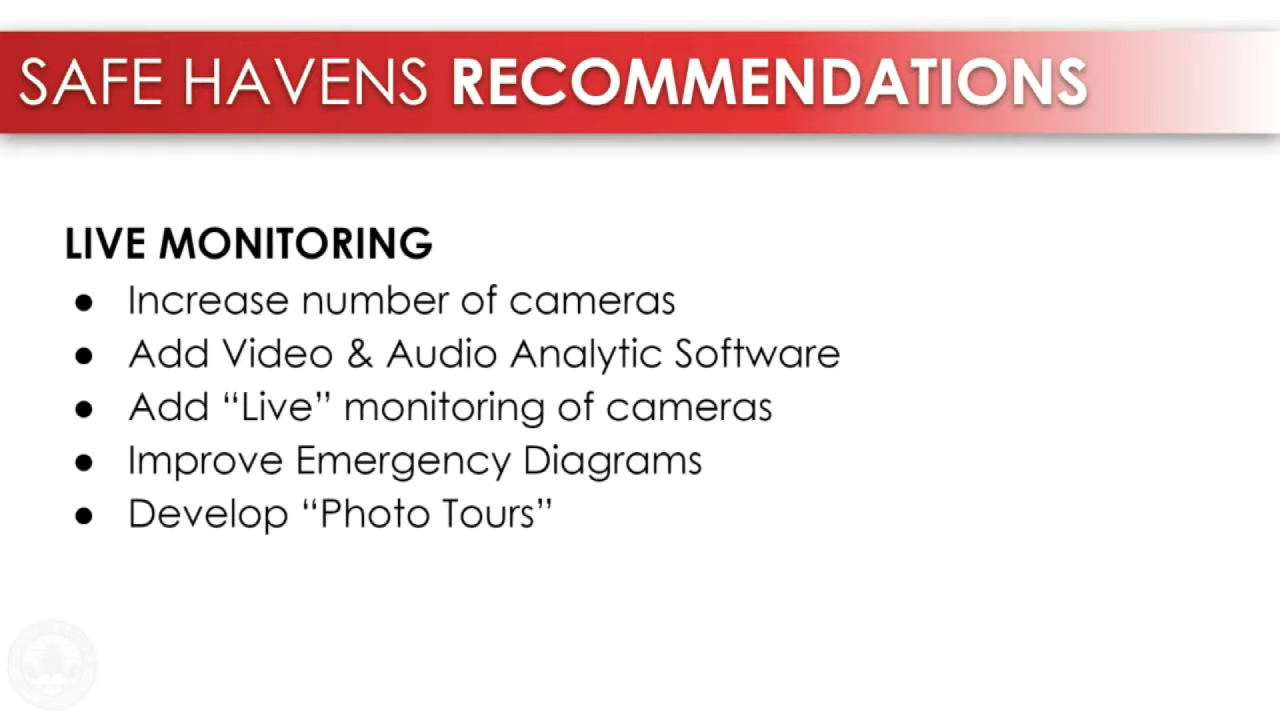 SAFE HAVENS RECOMMENDATIONS
LIVE MONITORING
● Increase number of cameras
● Add Video & Audio Analytic Software
● Add “Live” monitoring of cameras
● Improve Emergency Diagrams
● Develop “Photo Tours”